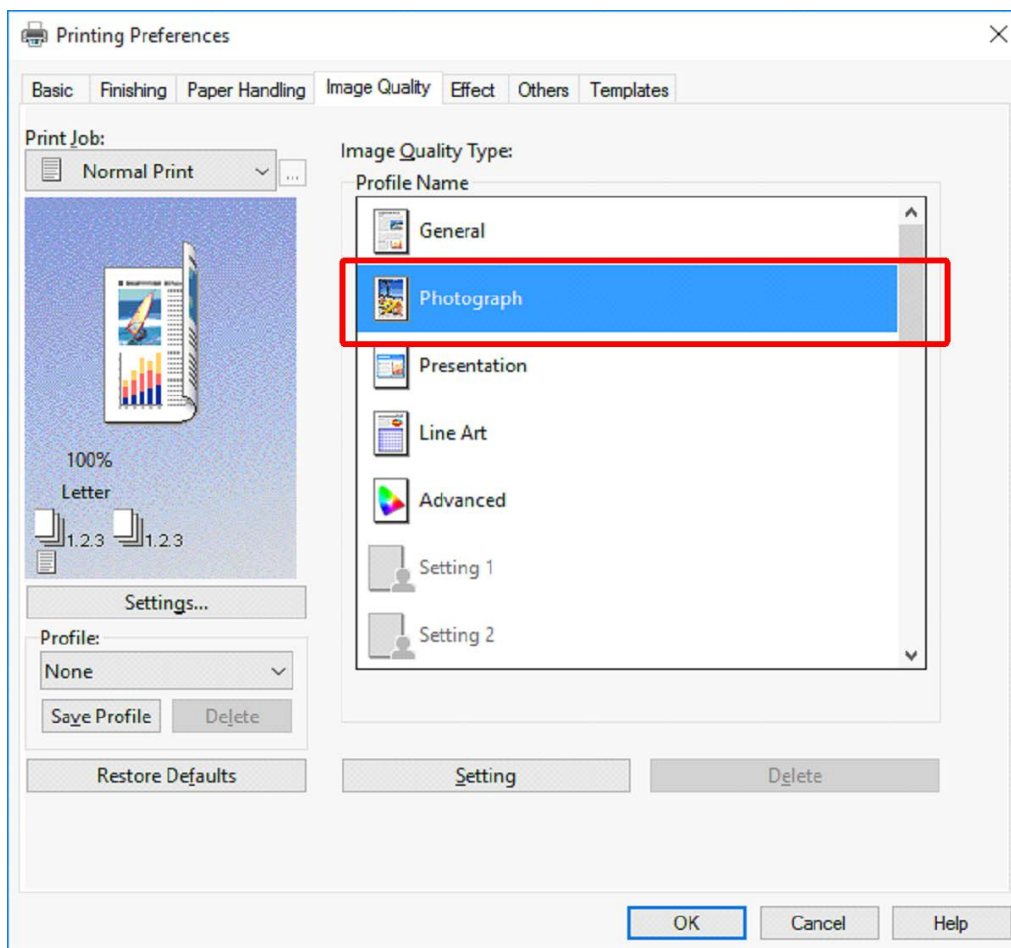 Printing Preferences
Basic Finishing Paper Handling Image Quality Effect Others Templates
Print Job:
Normal Print
...
100%
Letter
1.2.3 1.2.3
Settings...
Profile:
None
Save Profile Delete
Restore Defaults
Image Quality Type:
Profile Name
General
Photograph
Presentation
Line Art
Advanced
Setting 1
Setting 2
Setting Delete
OK Cancel Help